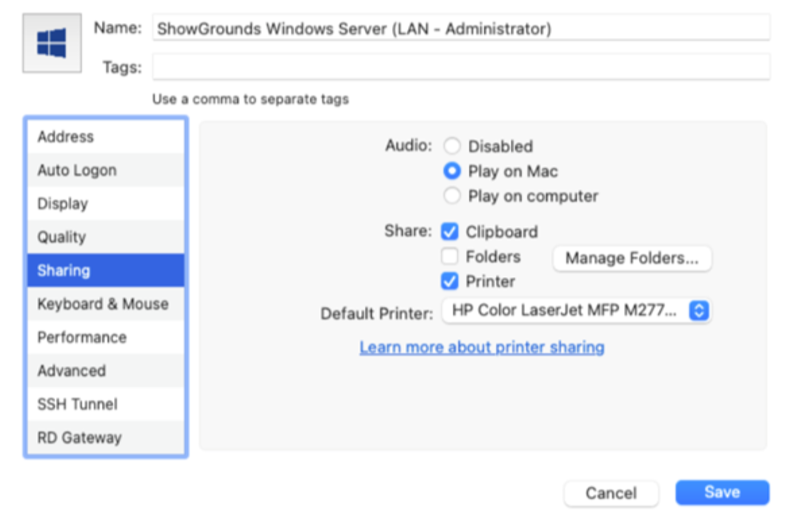 Name: ShowGrounds Windows Server (LAN - Administrator)
Tags:
Use a comma to separate tags
Address
Auto Logon
Display
Quality
Sharing
Keyboard & Mouse
Performance
Advanced
SSH Tunnel
RD Gateway
Audio: Disabled
Play on Mac
Play on computer
Share: Clipboard
Folders Manage Folders...
Printer
Default Printer: HP Color LaserJet MFP M277...
Learn more about printer sharing
Cancel Save